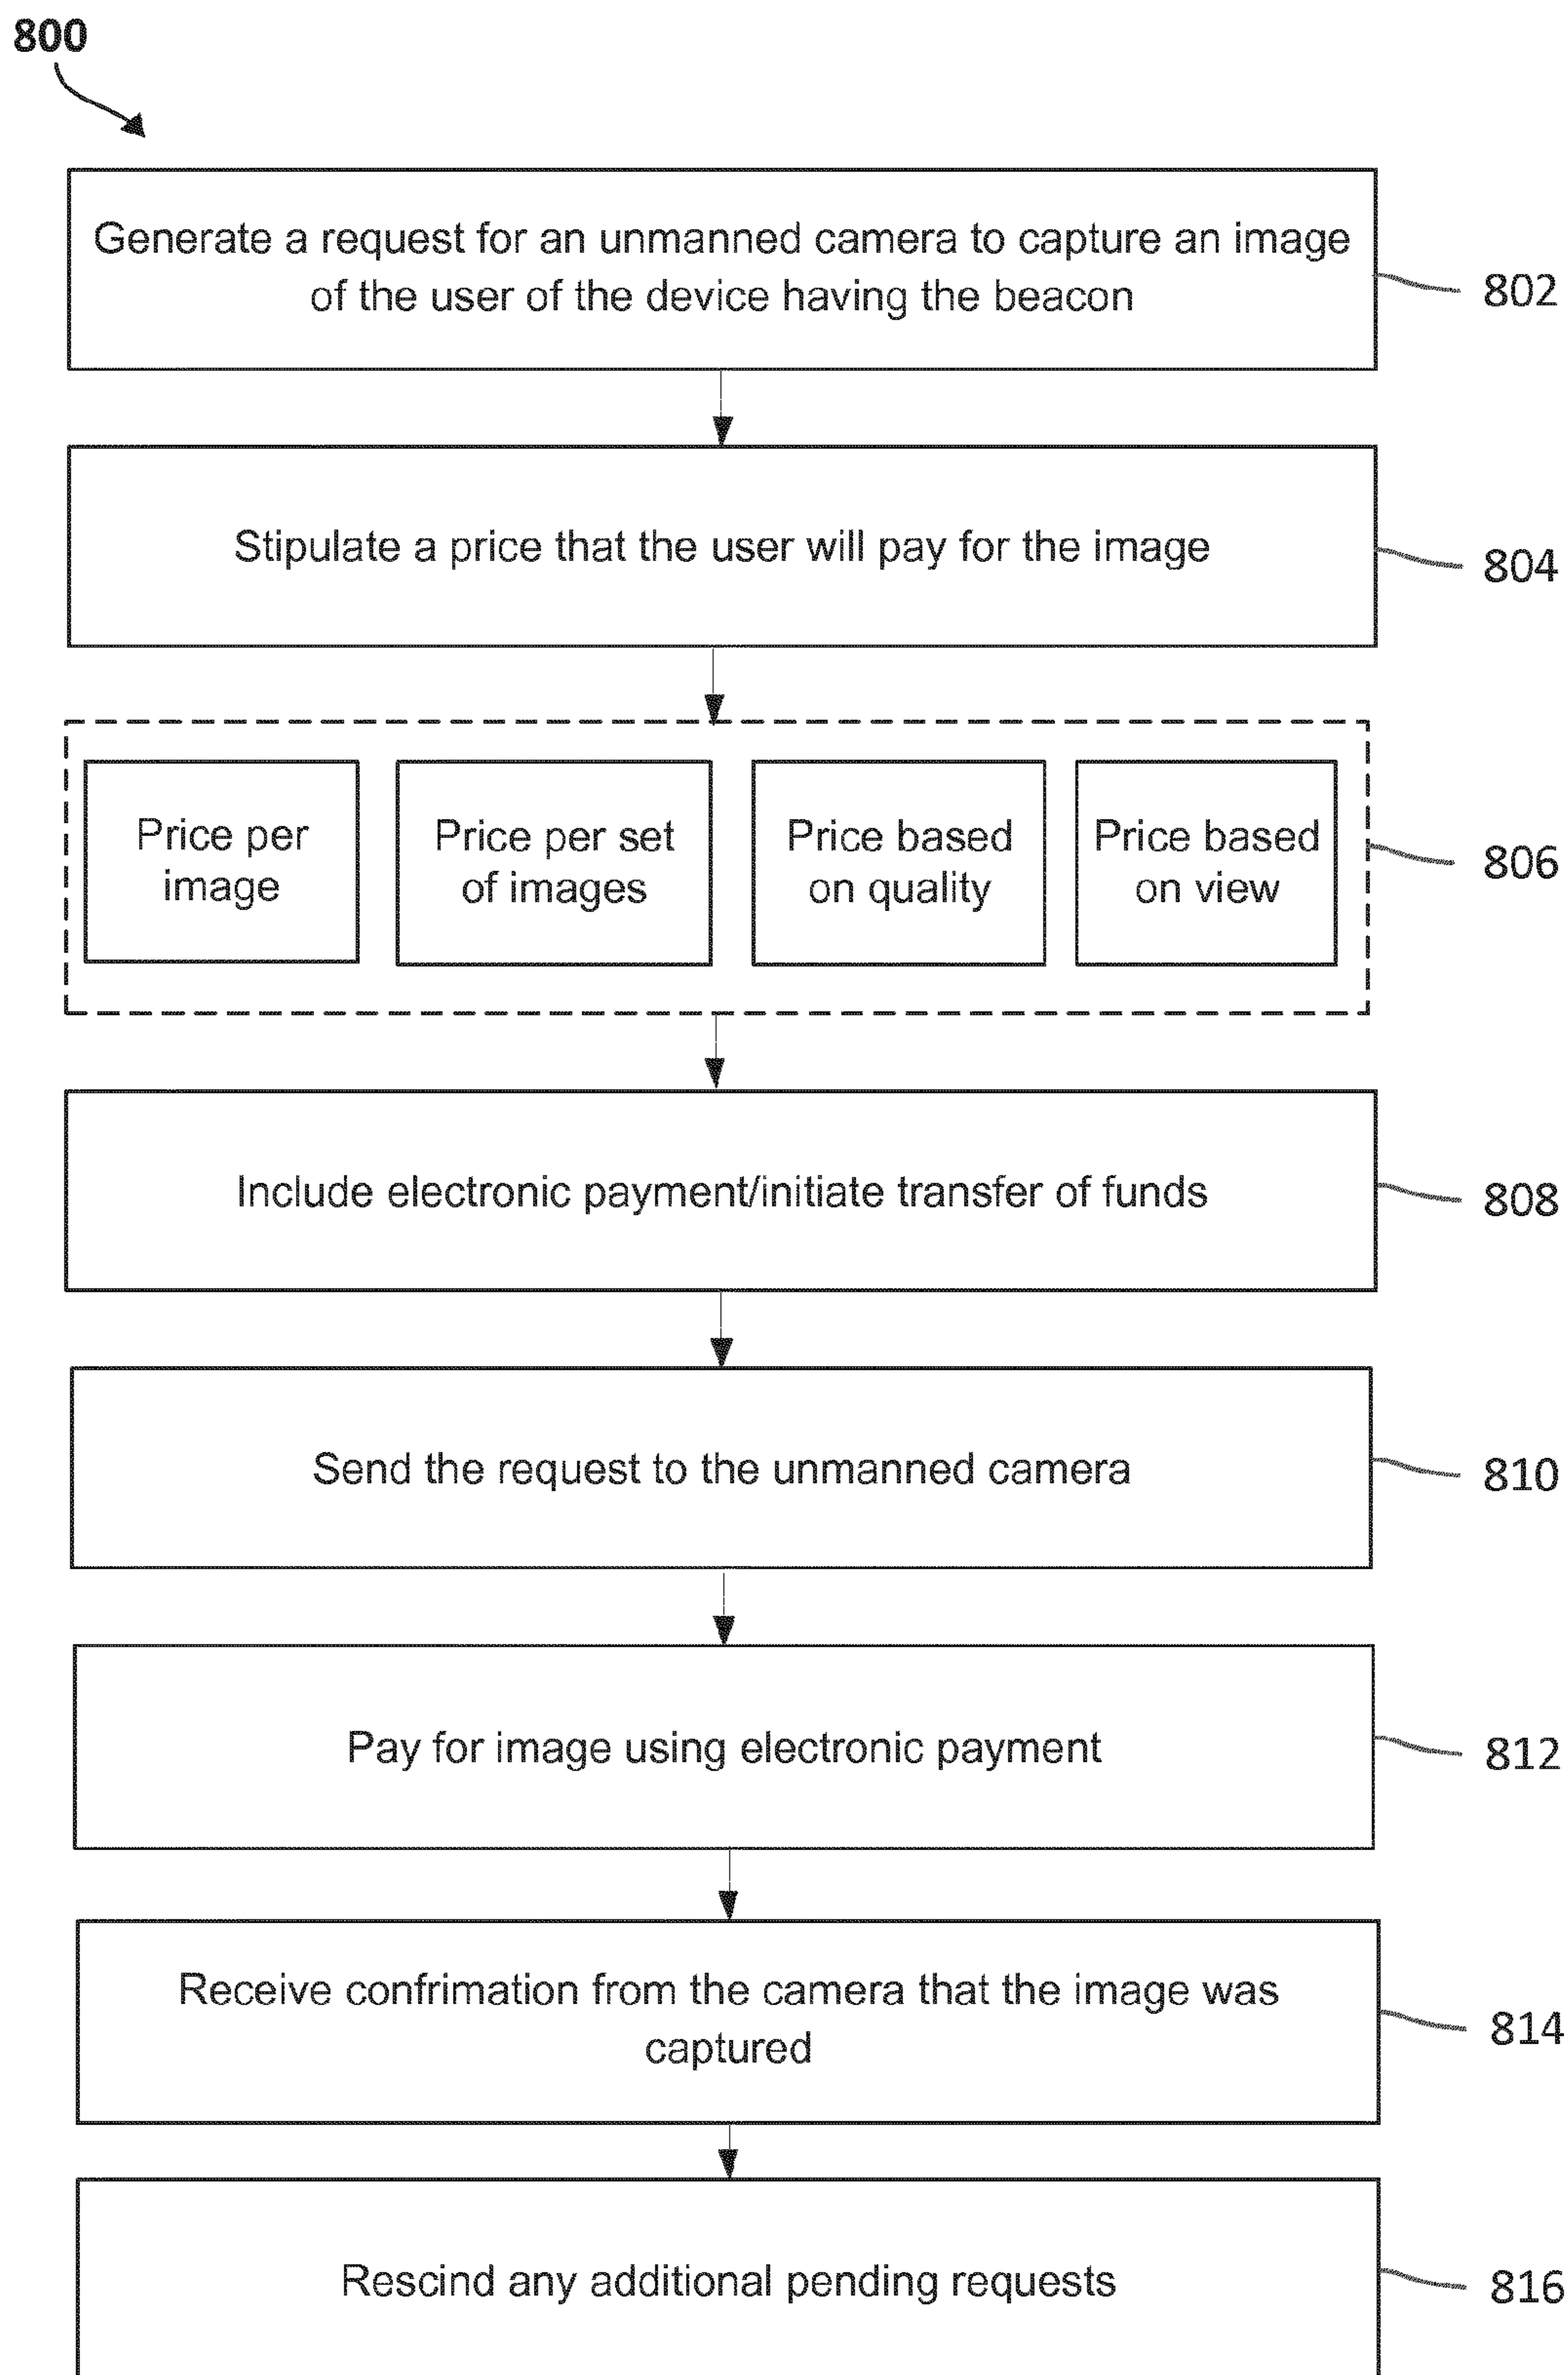 800
Generate a request for an unmanned camera to capture an image
of the user of the device having the beacon
802
Stipulate a price that the user will pay for the image
804
Price per
image
Price per set
of images
Price based
on quality
Price based
on view
806
Include electronic payment/initiate transfer of funds
808
Send the request to the unmanned camera
810
Pay for image using electronic payment
812
Receive confrimation from the camera that the image was
captured
814
Rescind any additional pending requests
816